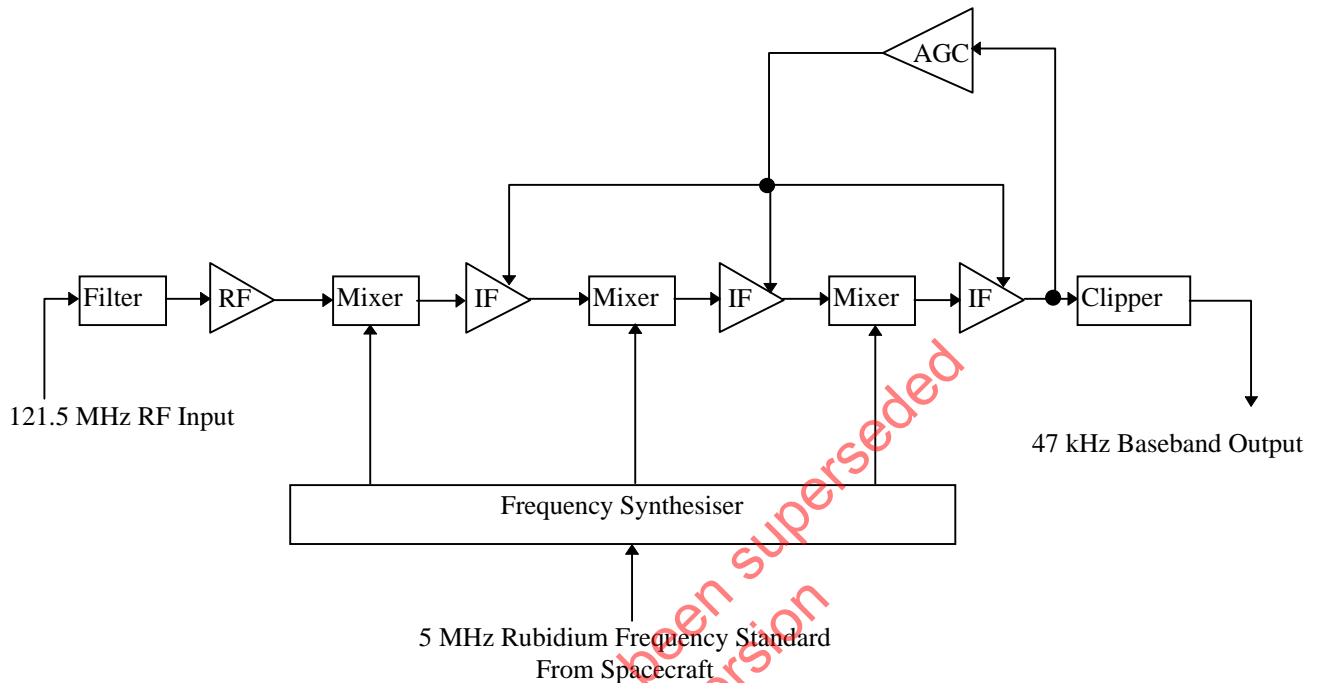 AGC
Filter
RF
Mixer
IF
Mixer
IF
Mixer
IF
Clipper
121.5 MHz RF Input
47 kHz Baseband Output
Frequency Synthesiser
5 MHz Rubidium Frequency Standard
From Spacecraft
been superseded
version